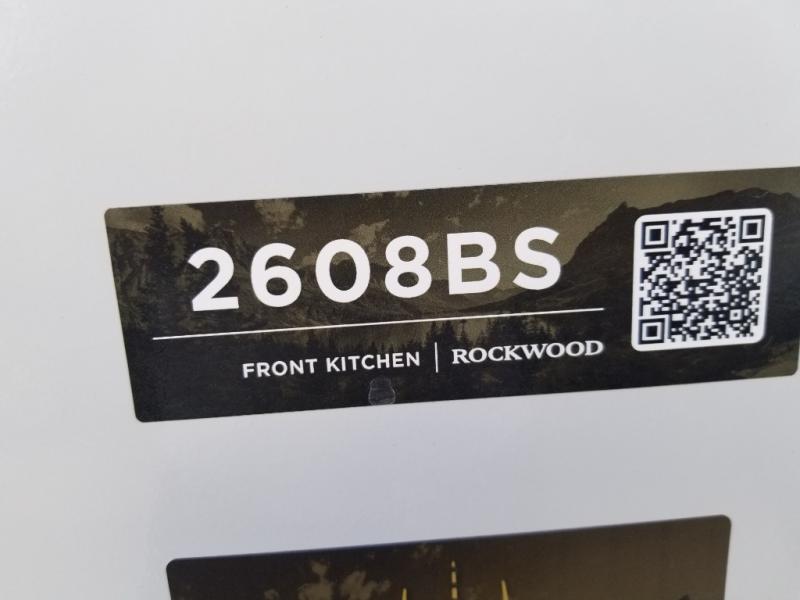 2608BS
FRONT KITCHEN | ROCKWOOD